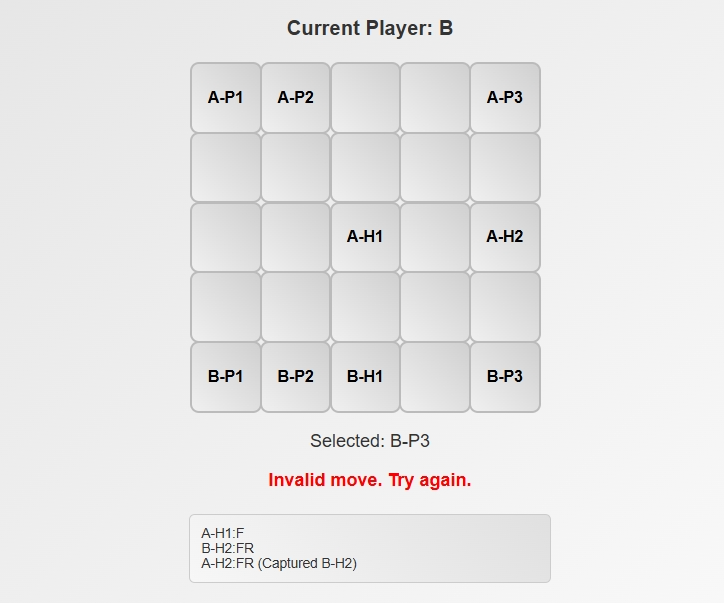 Current Player: B
A-P1 A-P2 A-P3
A-H1 A-H2
B-P1 B-P2 B-H1 B-P3
Selected: B-P3
Invalid move. Try again.
A-H1:F
B-H2:FR
A-H2:FR (Captured B-H2)